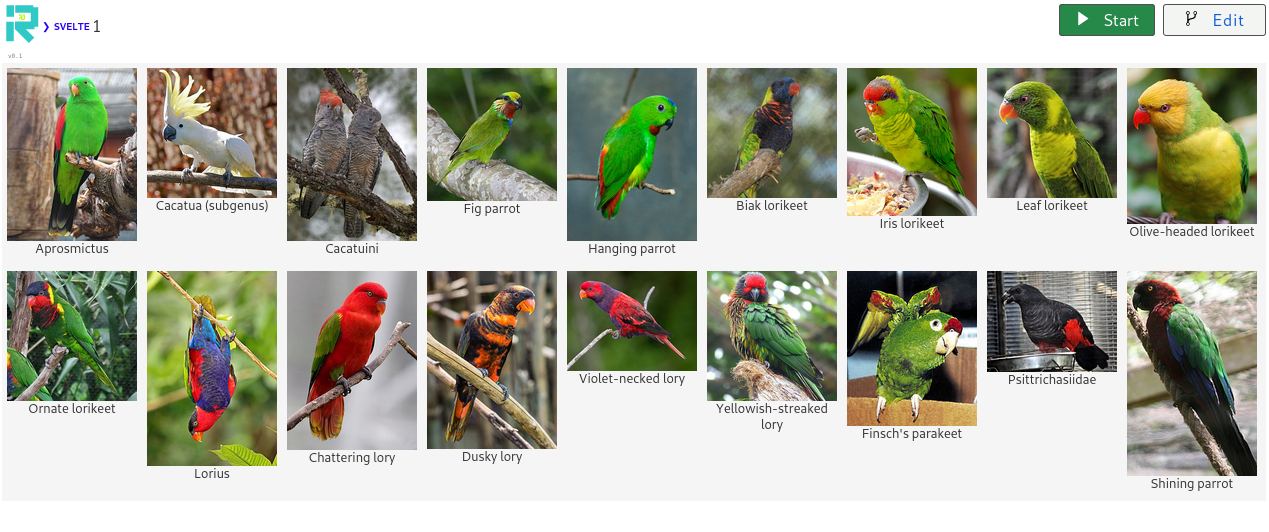 ❯ SVELTE 1
v0.1
Start
Edit
Aprosmictus
Cacatua (subgenus)
Cacatuini
Fig parrot
Hanging parrot
Biak lorikeet
Iris lorikeet
Leaf lorikeet
Olive-headed lorikeet
Ornate lorikeet
Lorius
Chattering lory
Dusky lory
Violet-necked lory
Yellowish-streaked
lory
Finsch's parakeet
Psittrichasiidae
Shining parrot